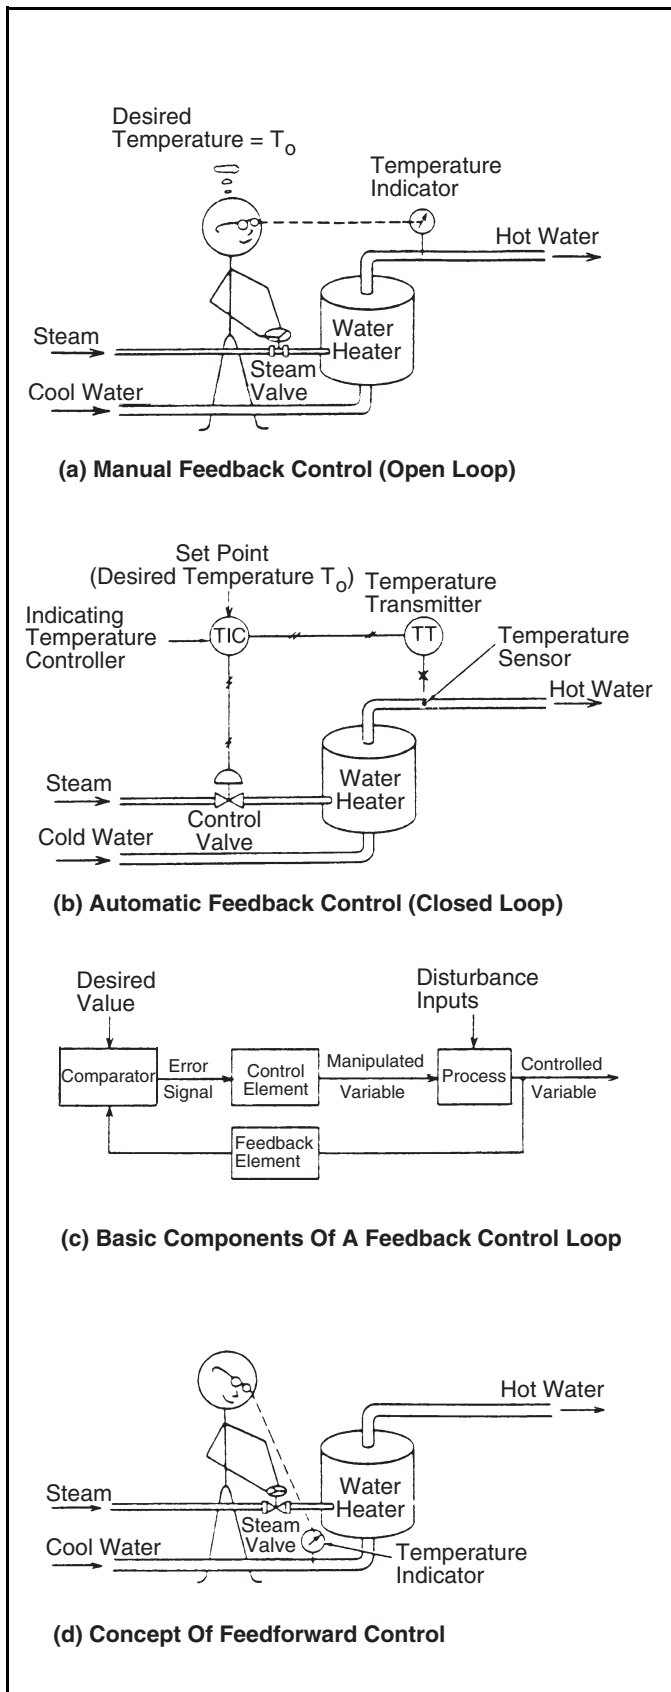 Desired
Temperature = To
Temperature
Indicator
Hot Water
Water
Heater
Steam
Steam
Valve
Cool Water
(a) Manual Feedback Control (Open Loop)
Set Point
(Desired Temperature To)
Temperature
Transmitter
Indicating
Temperature
Controller
TIC
TT
Temperature
Sensor
Hot Water
Water
Heater
Steam
Control
Valve
Cold Water
(b) Automatic Feedback Control (Closed Loop)
Desired
Value
Disturbance
Inputs
Comparator
Error
Signal
Control
Element
Manipulated
Variable
Process
Controlled
Variable
Feedback
Element
(c) Basic Components Of A Feedback Control Loop
Hot Water
Water
Heater
Steam
Steam
Valve
Cool Water
Temperature
Indicator
(d) Concept Of Feedforward Control